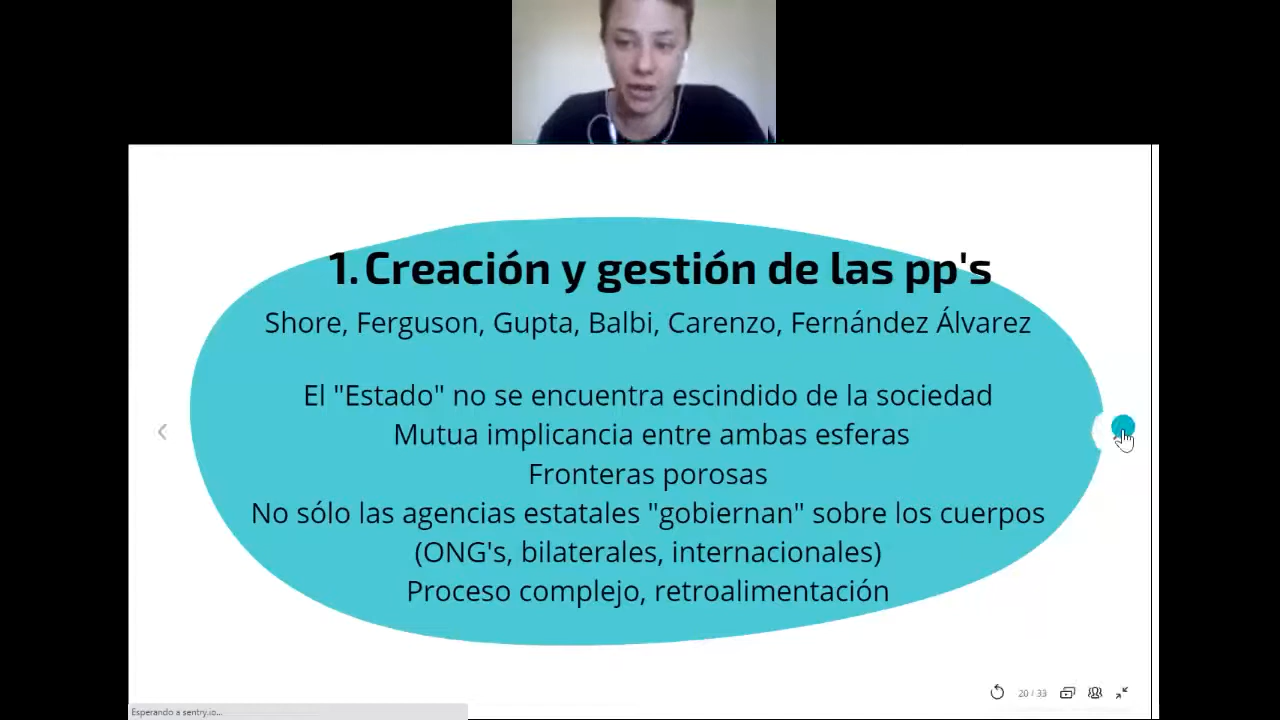 1. Creación y gestión de las pp's
Shore, Ferguson, Gupta, Balbi, Carenzo, Fernández Álvarez
El "Estado" no se encuentra escindido de la sociedad
Mutua implicancia entre ambas esferas
Fronteras porosas
No sólo las agencias estatales "gobiernan" sobre los cuerpos
(ONG's, bilaterales, internacionales)
Proceso complejo, retroalimentación
20 / 33
Esperando a sentry.io...